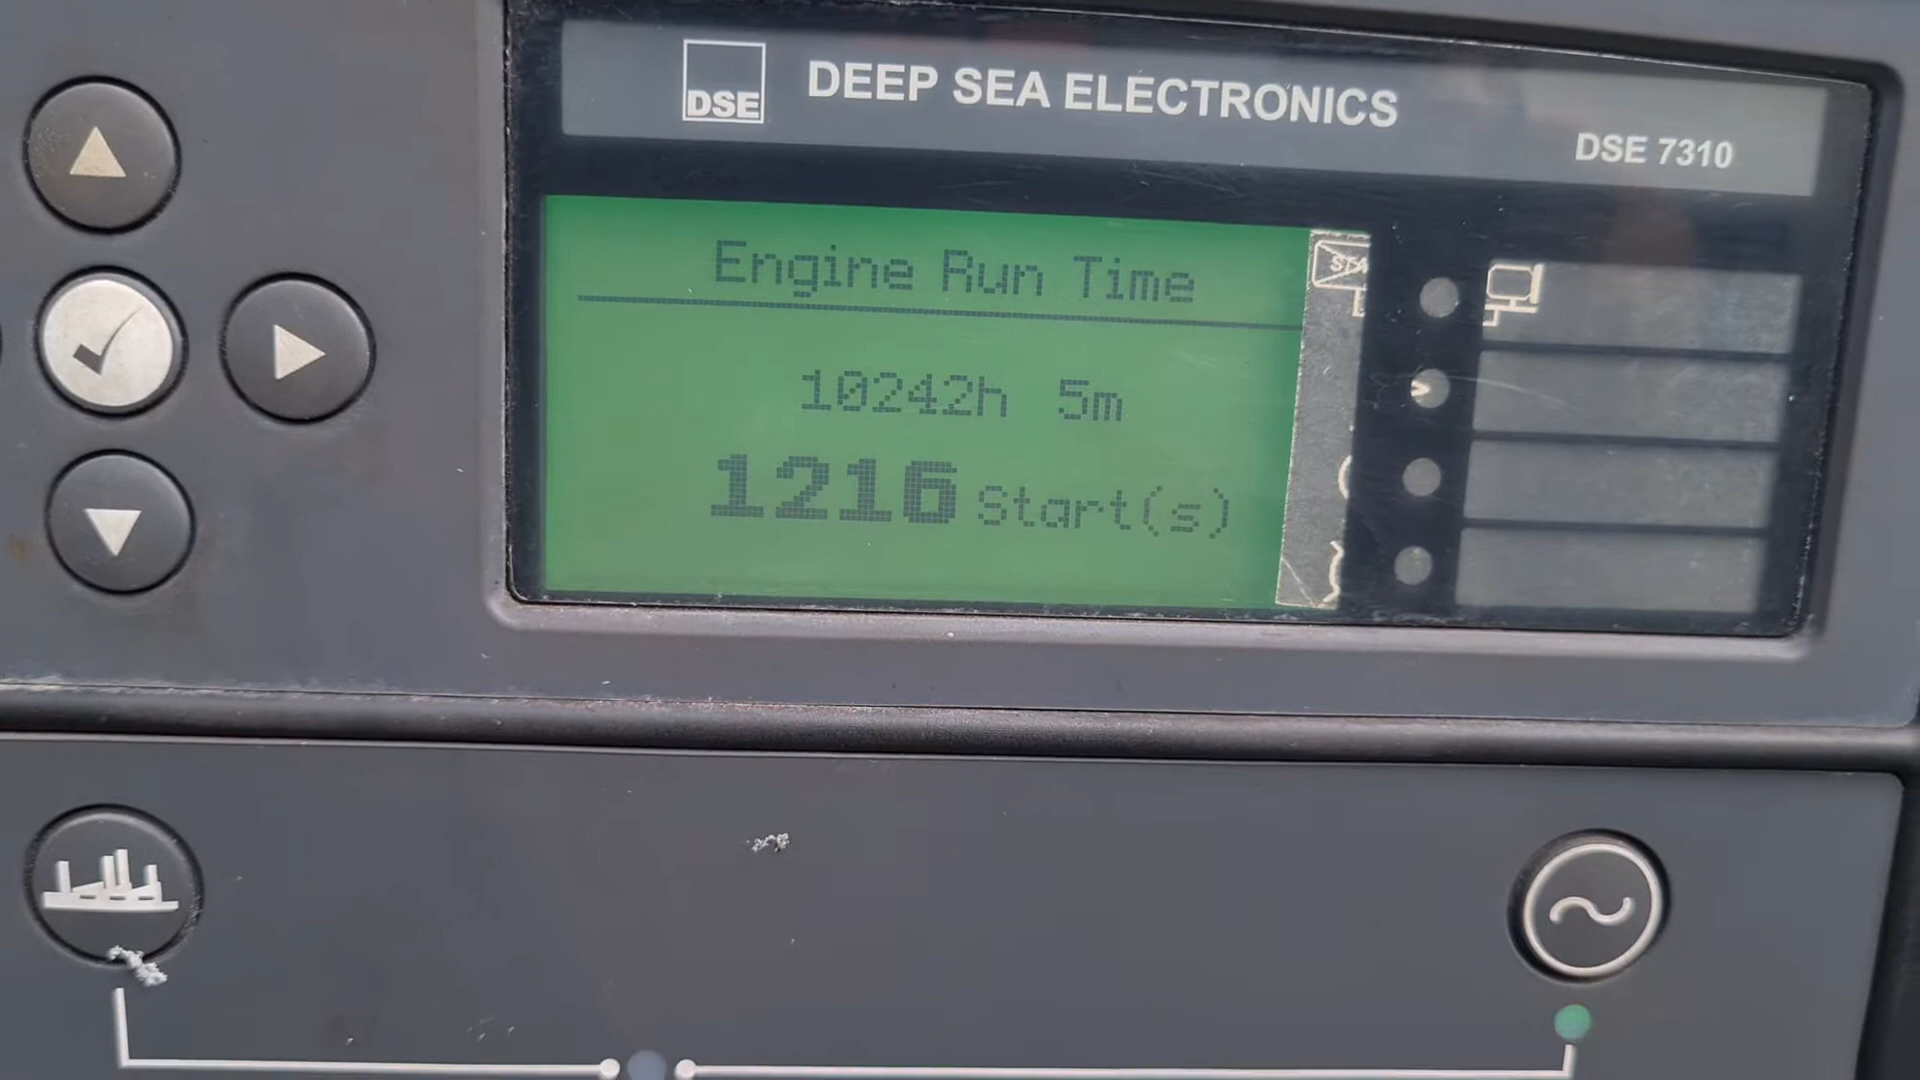 DSE
DEEP SEA ELECTRONICS
DSE 7310
Engine Run Time
10242h 5m
1216 Start(s)